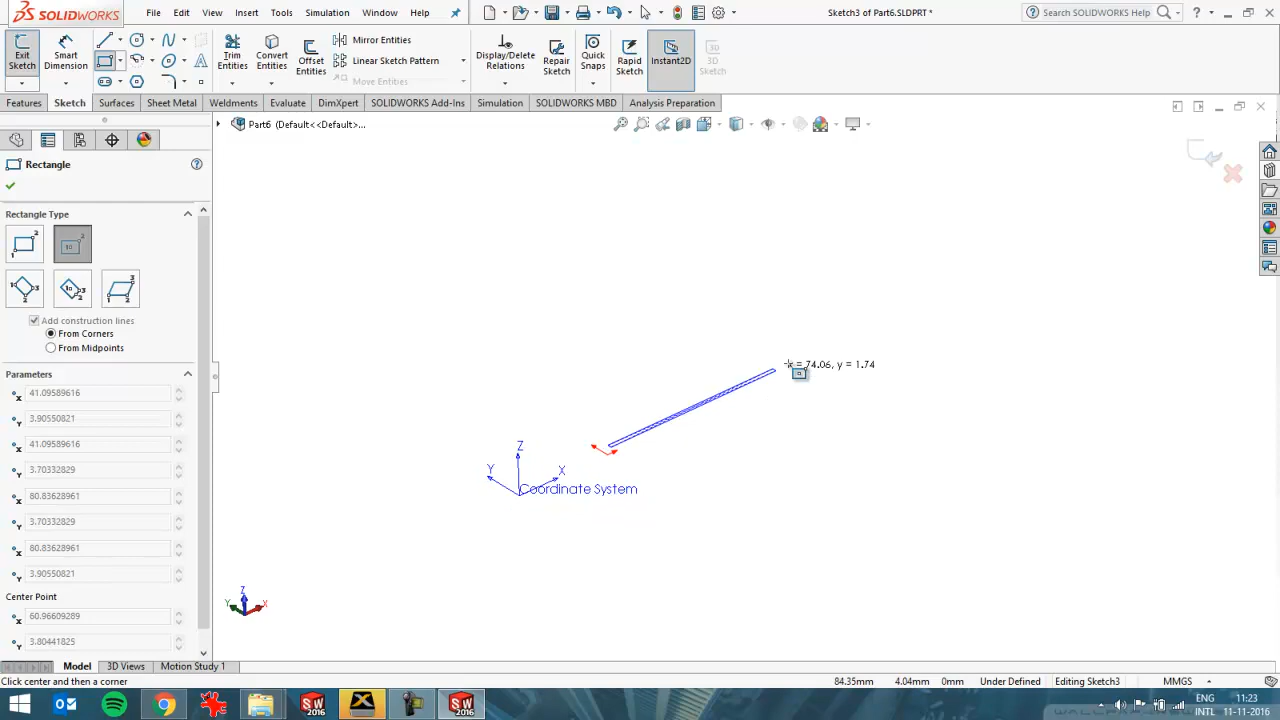 SOLIDWORKS
File Edit View Insert Tools Simulation Window Help
Sketch3 of Part6.SLDPRT *
Search SOLIDWORKS Help
Exit Sketch
Smart Dimension
Trim Entities
Convert Entities
Offset Entities
Mirror Entities
Linear Sketch Pattern
Move Entities
Display/Delete Relations
Repair Sketch
Quick Snaps
Rapid Sketch
Instant2D
3D Sketch
Features Sketch Surfaces Sheet Metal Weldments Evaluate DimXpert SOLIDWORKS Add-Ins Simulation SOLIDWORKS MBD Analysis Preparation
Part6 (Default<<Default>...
Rectangle
Rectangle Type
Add construction lines
From Corners
From Midpoints
Parameters
41.09589616
3.90550821
41.09589616
3.70332829
80.83628961
3.70332829
80.83628961
3.90550821
Center Point
60.96609289
3.80441825
x = 74.06, y = 1.74
Z
Y
X
Coordinate System
Z
Y
X
Model 3D Views Motion Study 1
Click center and then a corner
84.35mm 4.04mm 0mm Under Defined Editing Sketch3 MMGS
SW 2016
SW 2016
ENG
INTL
11:23
11-11-2016